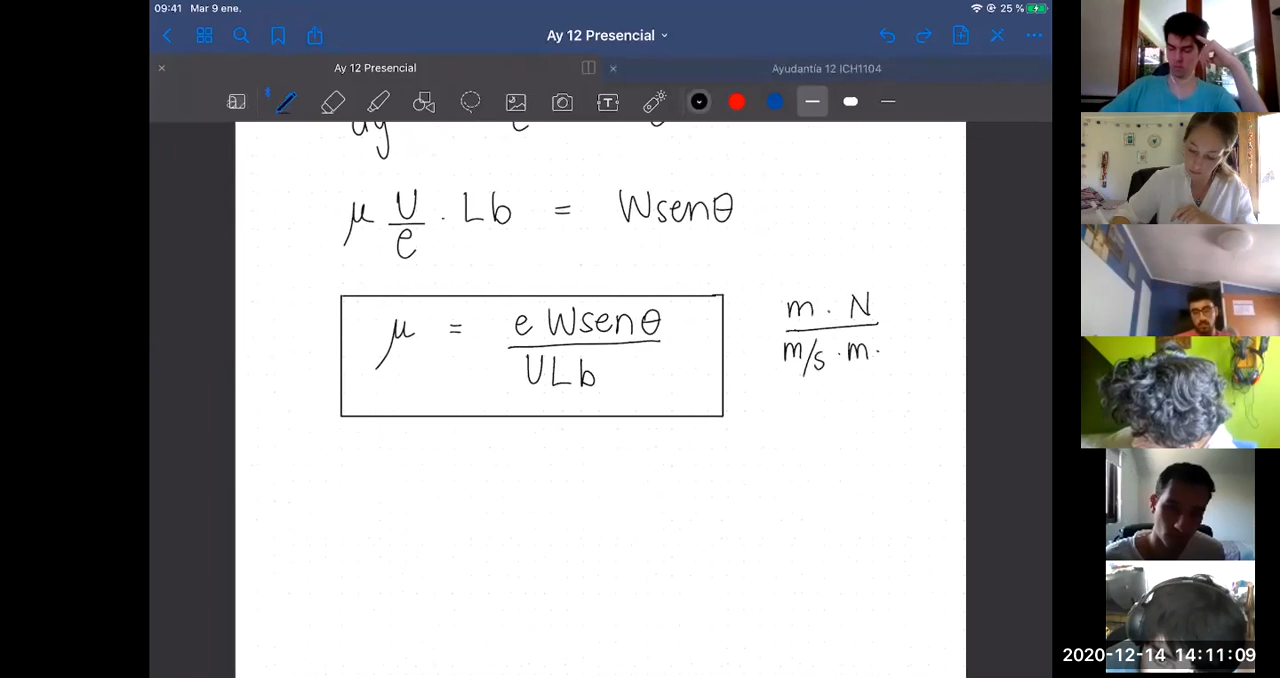 09:41 Mar 9 ene. 25 %
Ay 12 Presencial
Ay 12 Presencial Ayudantía 12 ICH1104
μ U/e · Lb = Wsenθ
μ = e Wsenθ / ULb
m · N / m/s · m ·
2020-12-14 14:11:09